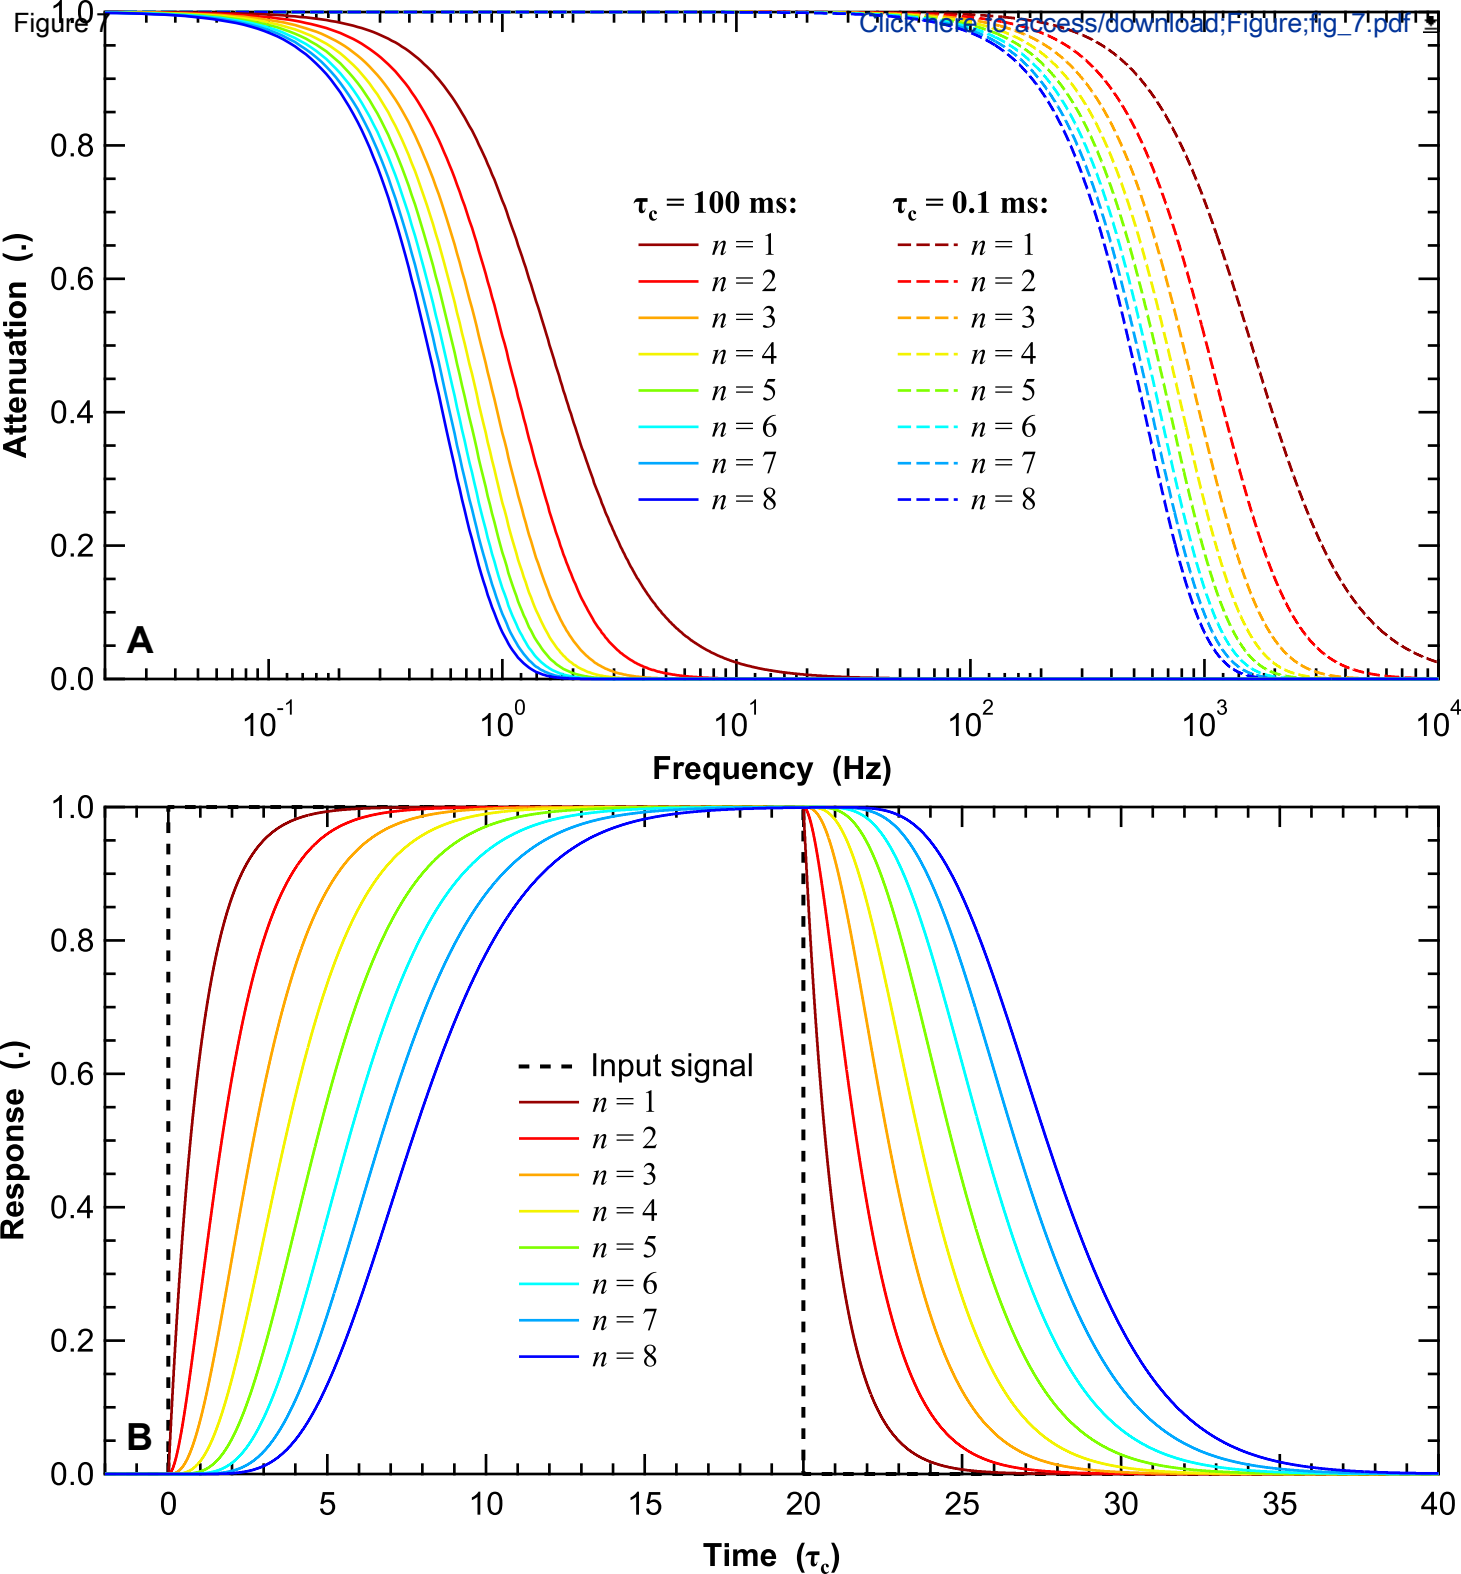 Figure 7
Click here to access/download;Figure;fig_7.pdf
1.0
0.8
0.6
0.4
0.2
0.0
Attenuation (.)
τc = 100 ms:
n = 1
n = 2
n = 3
n = 4
n = 5
n = 6
n = 7
n = 8
τc = 0.1 ms:
n = 1
n = 2
n = 3
n = 4
n = 5
n = 6
n = 7
n = 8
A
10-1
100
101
102
103
104
Frequency (Hz)
1.0
0.8
0.6
0.4
0.2
0.0
Response (.)
Input signal
n = 1
n = 2
n = 3
n = 4
n = 5
n = 6
n = 7
n = 8
B
0 5 10 15 20 25 30 35 40
Time (τc)